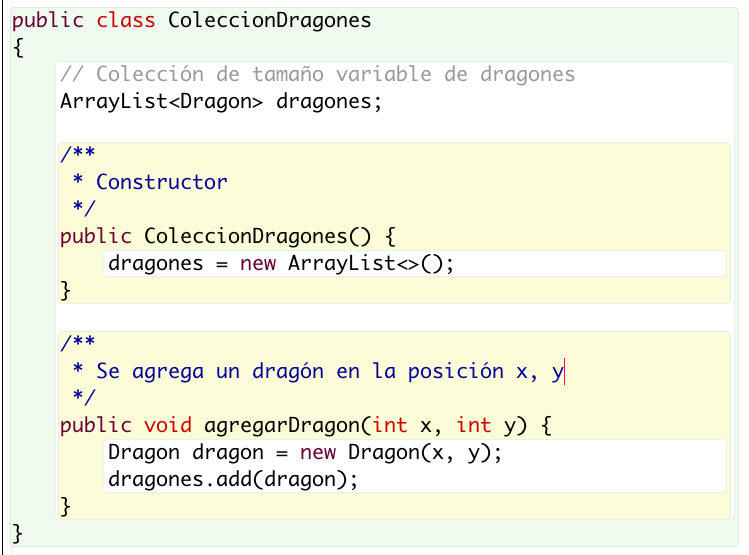 public class ColeccionDragones
{
// Colección de tamaño variable de dragones
ArrayList<Dragon> dragones;
/**
* Constructor
*/
public ColeccionDragones() {
dragones = new ArrayList<>();
}
/**
* Se agrega un dragón en la posición x, y
*/
public void agregarDragon(int x, int y) {
Dragon dragon = new Dragon(x, y);
dragones.add(dragon);
}
}